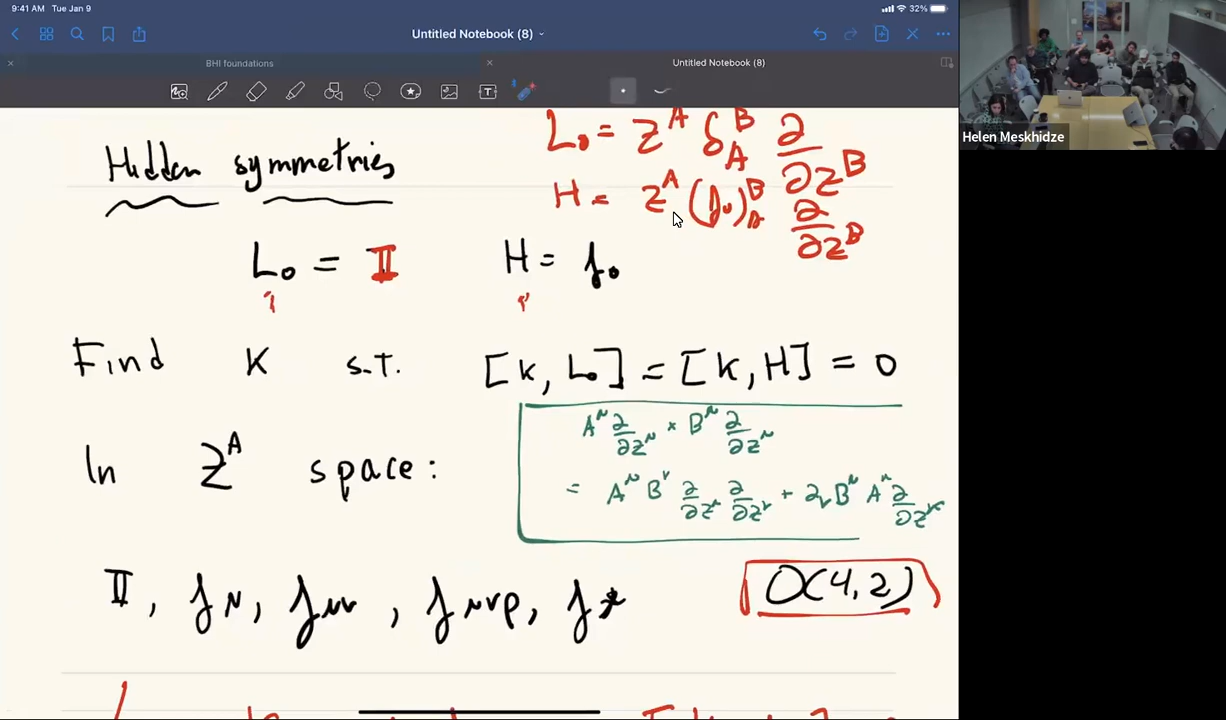 9:41 AM Tue Jan 9
32%
Untitled Notebook (8)
BHI foundations
Untitled Notebook (8)
Helen Meskhidze
Hidden symmetries
L₀ = Z^A δ_A^B ∂/∂Z^B
H = Z^A (γ₀)_A^B ∂/∂Z^B
L₀ = 𝕀 H = γ₀
Find K s.t. [K, L₀] = [K, H] = 0
A^μ ∂/∂Z^μ × B^μ ∂/∂Z^μ
In Z^A space:
= A^μ B^ν ∂/∂Z^μ ∂/∂Z^ν + ∂_ν B^μ A^ν ∂/∂Z^μ
𝕀, γ_μ, γ_μν, γ_μνρ, γ_*
O(4,2)